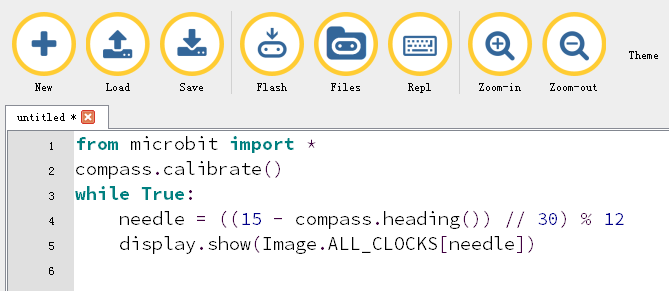 New Load Save Flash Files Repl Zoom-in Zoom-out Theme
untitled *
1 from microbit import *
2 compass.calibrate()
3 while True:
4 needle = ((15 - compass.heading()) // 30) % 12
5 display.show(Image.ALL_CLOCKS[needle])
6